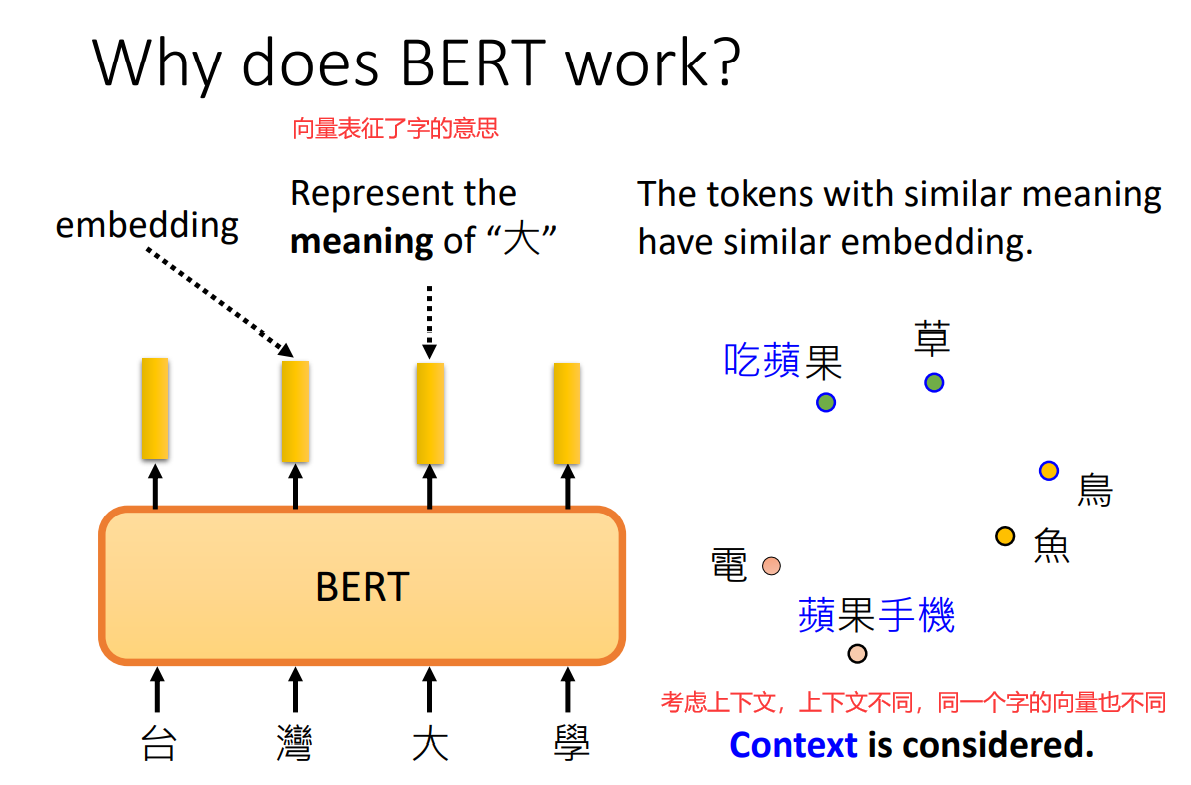 Why does BERT work?
向量表征了字的意思
embedding
Represent the
meaning of “大”
The tokens with similar meaning
have similar embedding.
吃蘋果
草
鳥
魚
電
蘋果手機
BERT
台 灣 大 學
考虑上下文，上下文不同，同一个字的向量也不同
Context is considered.